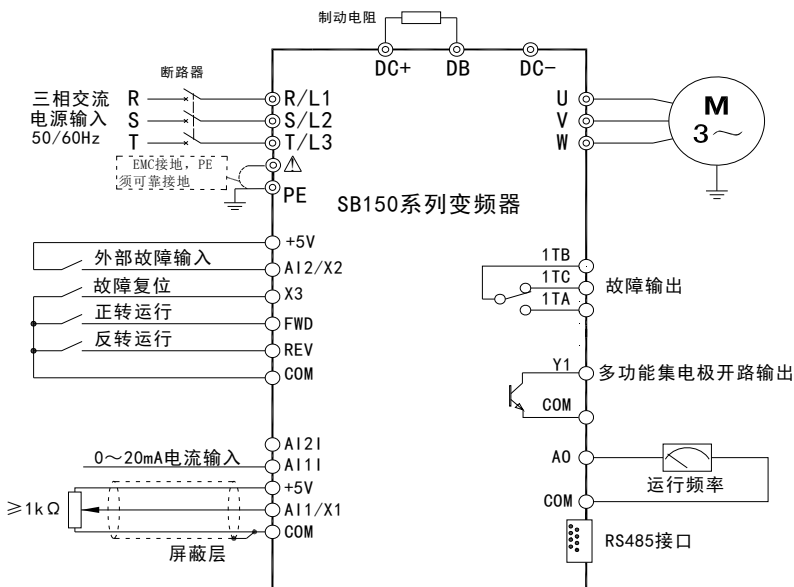 制动电阻
DC+
DB
DC-
断路器
三相交流
电源输入
50/60Hz
R
S
T
R/L1
S/L2
T/L3
EMC接地，PE
须可靠接地
PE
U
V
W
M
3～
SB150系列变频器
+5V
外部故障输入
AI2/X2
故障复位
X3
正转运行
FWD
反转运行
REV
COM
1TB
1TC
1TA
故障输出
Y1
多功能集电极开路输出
COM
AI2I
0～20mA电流输入
AI1I
+5V
≥1kΩ
AI1/X1
COM
屏蔽层
AO
运行频率
COM
RS485接口